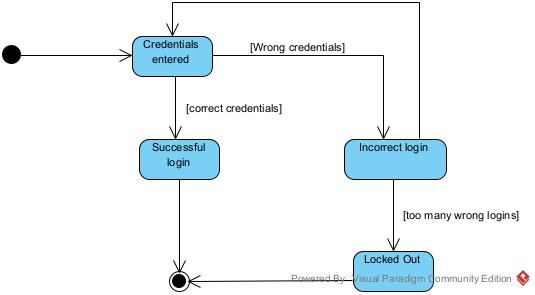 Credentials
entered
[Wrong credentials]
[correct credentials]
Successful
login
Incorrect login
[too many wrong logins]
Locked Out
Powered By: Visual Paradigm Community Edition